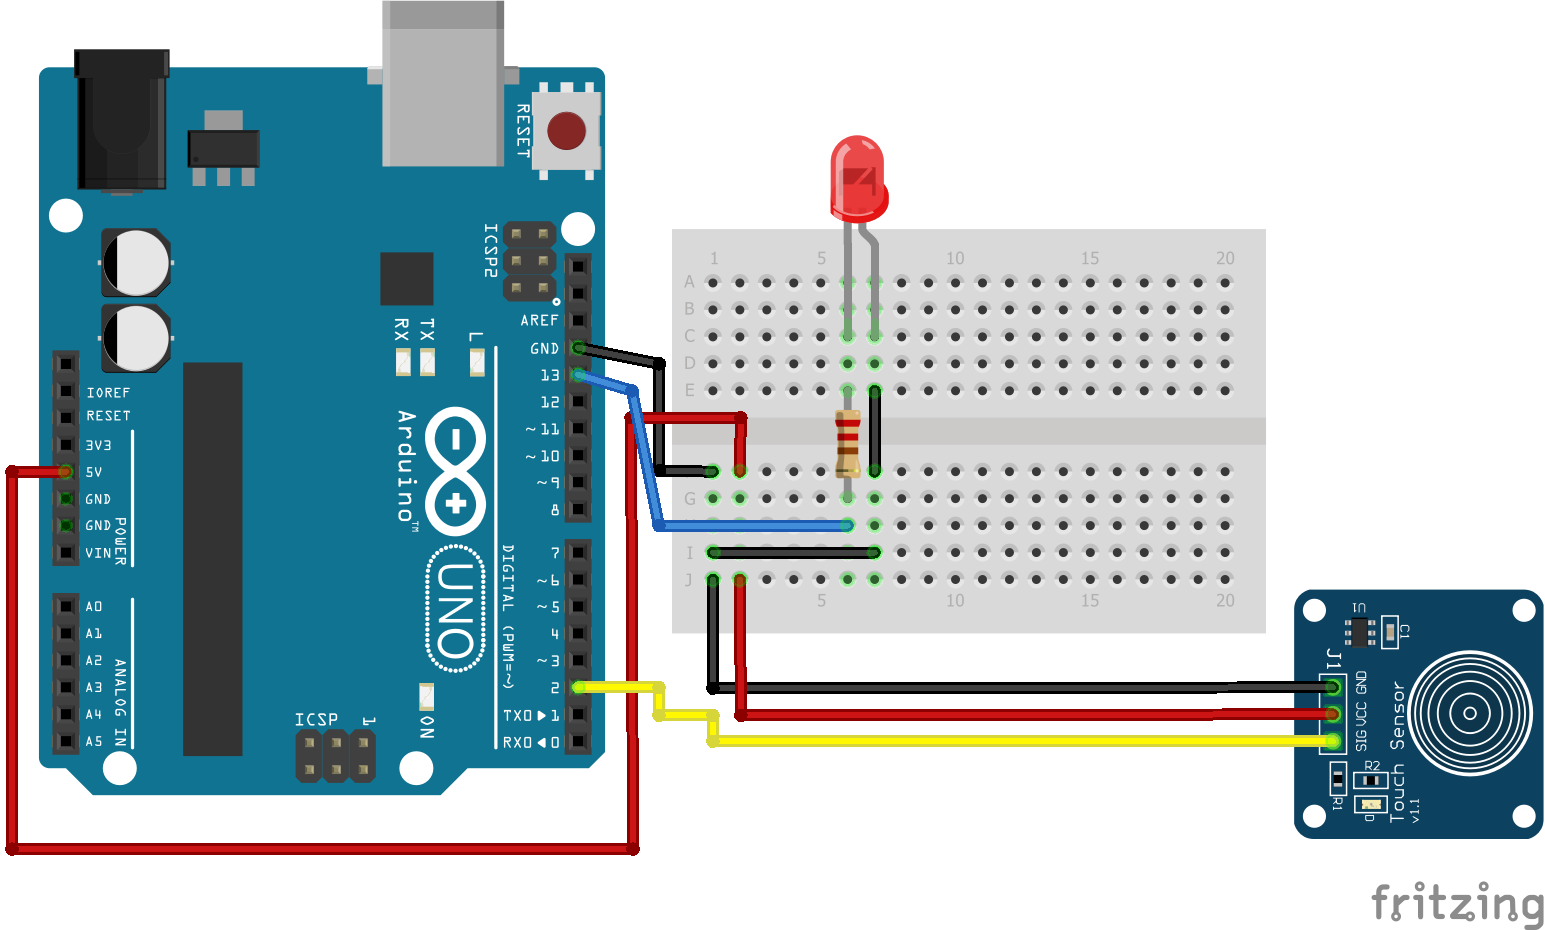 RESET
ICSP2
AREF
GND
13
12
~11
~10
~9
8
7
~6
~5
4
~3
2
TX0▶1
RX0◀0
DIGITAL (PWM=~)
RX
TX
L
Arduino™
UNO
ON
ICSP
1
IOREF
RESET
3V3
5V
GND
GND
VIN
POWER
A0
A1
A2
A3
A4
A5
ANALOG IN
1 5 10 15 20
A
B
C
D
E
G
I
J
5 10 15 20
U1
C1
J1
GND
VCC
SIG
Touch Sensor
v1.1
R2
R1
D
fritzing